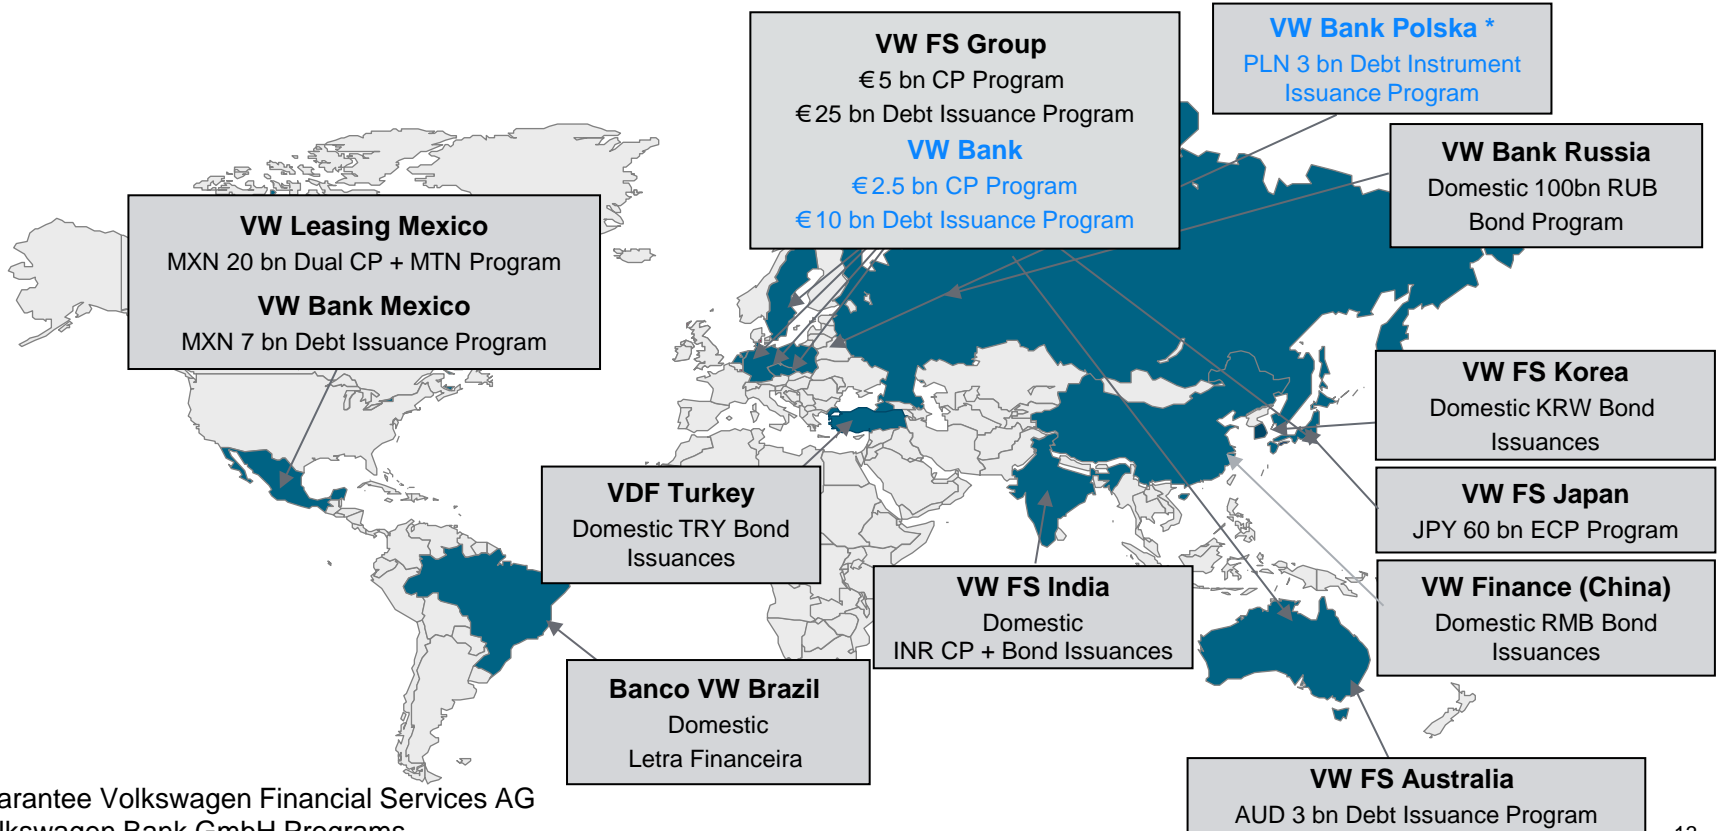 VW FS Group
€5 bn CP Program
€25 bn Debt Issuance Program
VW Bank
€2.5 bn CP Program
€10 bn Debt Issuance Program
VW Bank Polska *
PLN 3 bn Debt Instrument
Issuance Program
VW Bank Russia
Domestic 100bn RUB
Bond Program
VW Leasing Mexico
MXN 20 bn Dual CP + MTN Program
VW Bank Mexico
MXN 7 bn Debt Issuance Program
VW FS Korea
Domestic KRW Bond
Issuances
VDF Turkey
Domestic TRY Bond
Issuances
VW FS Japan
JPY 60 bn ECP Program
VW FS India
Domestic
INR CP + Bond Issuances
VW Finance (China)
Domestic RMB Bond
Issuances
Banco VW Brazil
Domestic
Letra Financeira
VW FS Australia
AUD 3 bn Debt Issuance Program
arantee Volkswagen Financial Services AG
lkswagen Bank GmbH Programs